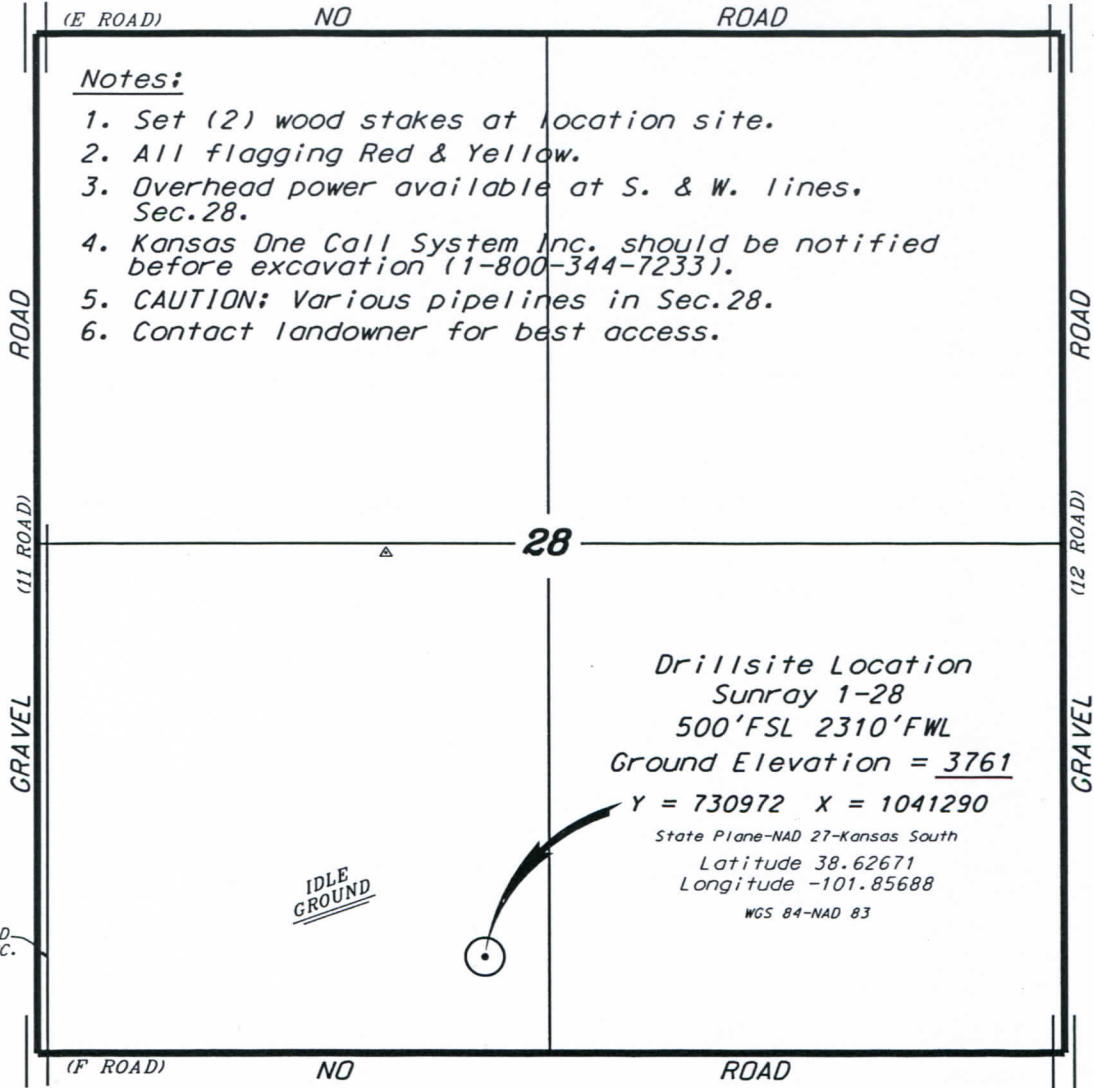 (E ROAD) NO ROAD
Notes:
1. Set (2) wood stakes at location site.
2. All flagging Red & Yellow.
3. Overhead power available at S. & W. lines,
Sec.28.
4. Kansas One Call System Inc. should be notified
before excavation (1-800-344-7233).
5. CAUTION: Various pipelines in Sec.28.
6. Contact landowner for best access.
ROAD
ROAD
(11 ROAD)
28
(12 ROAD)
GRAVEL
GRAVEL
Drillsite Location
Sunray 1-28
500'FSL 2310'FWL
Ground Elevation = 3761
Y = 730972 X = 1041290
State Plane-NAD 27-Kansas South
Latitude 38.62671
Longitude -101.85688
WGS 84-NAD 83
IDLE
GROUND
D
C.
(F ROAD) NO ROAD